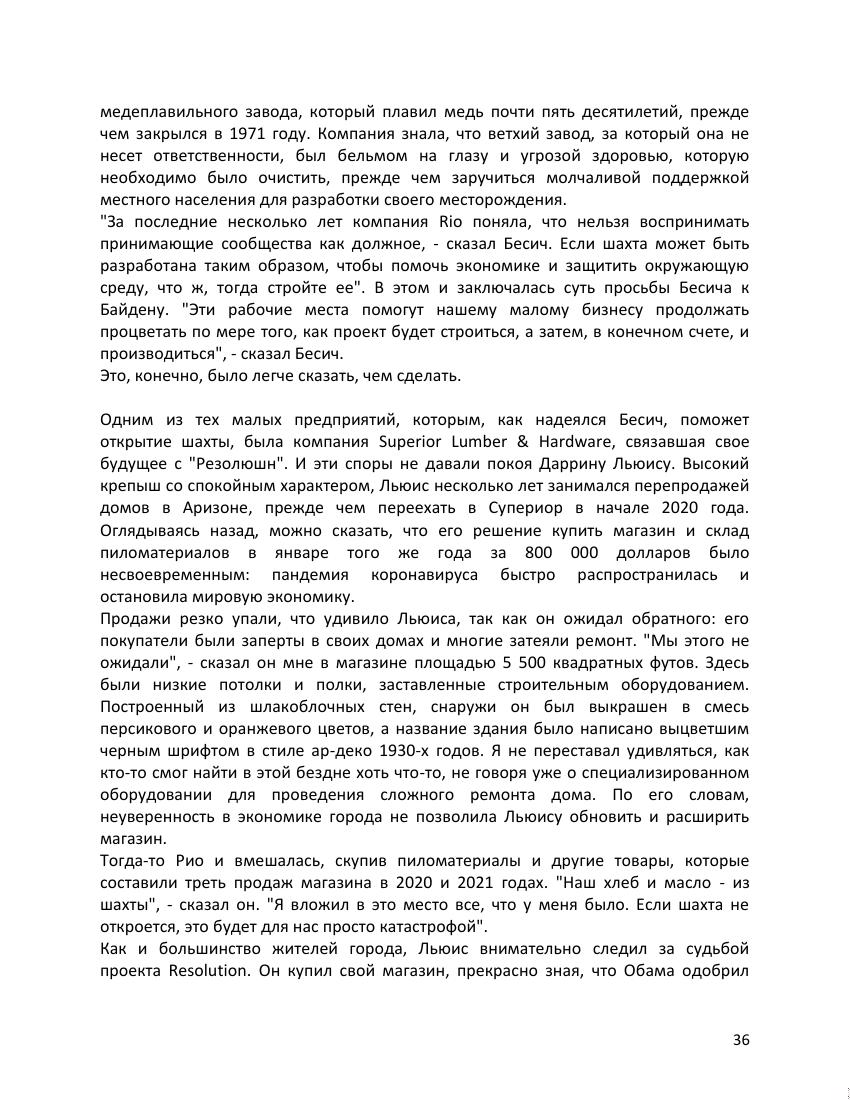 медеплавильного завода, который плавил медь почти пять десятилетий, прежде
чем закрылся в 1971 году. Компания знала, что ветхий завод, за который она не
несет ответственности, был бельмом на глазу и угрозой здоровью, которую
необходимо было очистить, прежде чем заручиться молчаливой поддержкой
местного населения для разработки своего месторождения.
"За последние несколько лет компания Rio поняла, что нельзя воспринимать
принимающие сообщества как должное, - сказал Бесич. Если шахта может быть
разработана таким образом, чтобы помочь экономике и защитить окружающую
среду, что ж, тогда стройте ее". В этом и заключалась суть просьбы Бесича к
Байдену. "Эти рабочие места помогут нашему малому бизнесу продолжать
процветать по мере того, как проект будет строиться, а затем, в конечном счете, и
производиться", - сказал Бесич.
Это, конечно, было легче сказать, чем сделать.
Одним из тех малых предприятий, которым, как надеялся Бесич, поможет
открытие шахты, была компания Superior Lumber & Hardware, связавшая свое
будущее с "Резолюшн". И эти споры не давали покоя Даррину Льюису. Высокий
крепыш со спокойным характером, Льюис несколько лет занимался перепродажей
домов в Аризоне, прежде чем переехать в Супериор в начале 2020 года.
Оглядываясь назад, можно сказать, что его решение купить магазин и склад
пиломатериалов в январе того же года за 800 000 долларов было
несвоевременным: пандемия коронавируса быстро распространилась и
остановила мировую экономику.
Продажи резко упали, что удивило Льюиса, так как он ожидал обратного: его
покупатели были заперты в своих домах и многие затеяли ремонт. "Мы этого не
ожидали", - сказал он мне в магазине площадью 5 500 квадратных футов. Здесь
были низкие потолки и полки, заставленные строительным оборудованием.
Построенный из шлакоблочных стен, снаружи он был выкрашен в смесь
персикового и оранжевого цветов, а название здания было написано выцветшим
черным шрифтом в стиле ар-деко 1930-х годов. Я не переставал удивляться, как
кто-то смог найти в этой бездне хоть что-то, не говоря уже о специализированном
оборудовании для проведения сложного ремонта дома. По его словам,
неуверенность в экономике города не позволила Льюису обновить и расширить
магазин.
Тогда-то Рио и вмешалась, скупив пиломатериалы и другие товары, которые
составили треть продаж магазина в 2020 и 2021 годах. "Наш хлеб и масло - из
шахты", - сказал он. "Я вложил в это место все, что у меня было. Если шахта не
откроется, это будет для нас просто катастрофой".
Как и большинство жителей города, Льюис внимательно следил за судьбой
проекта Resolution. Он купил свой магазин, прекрасно зная, что Обама одобрил
36